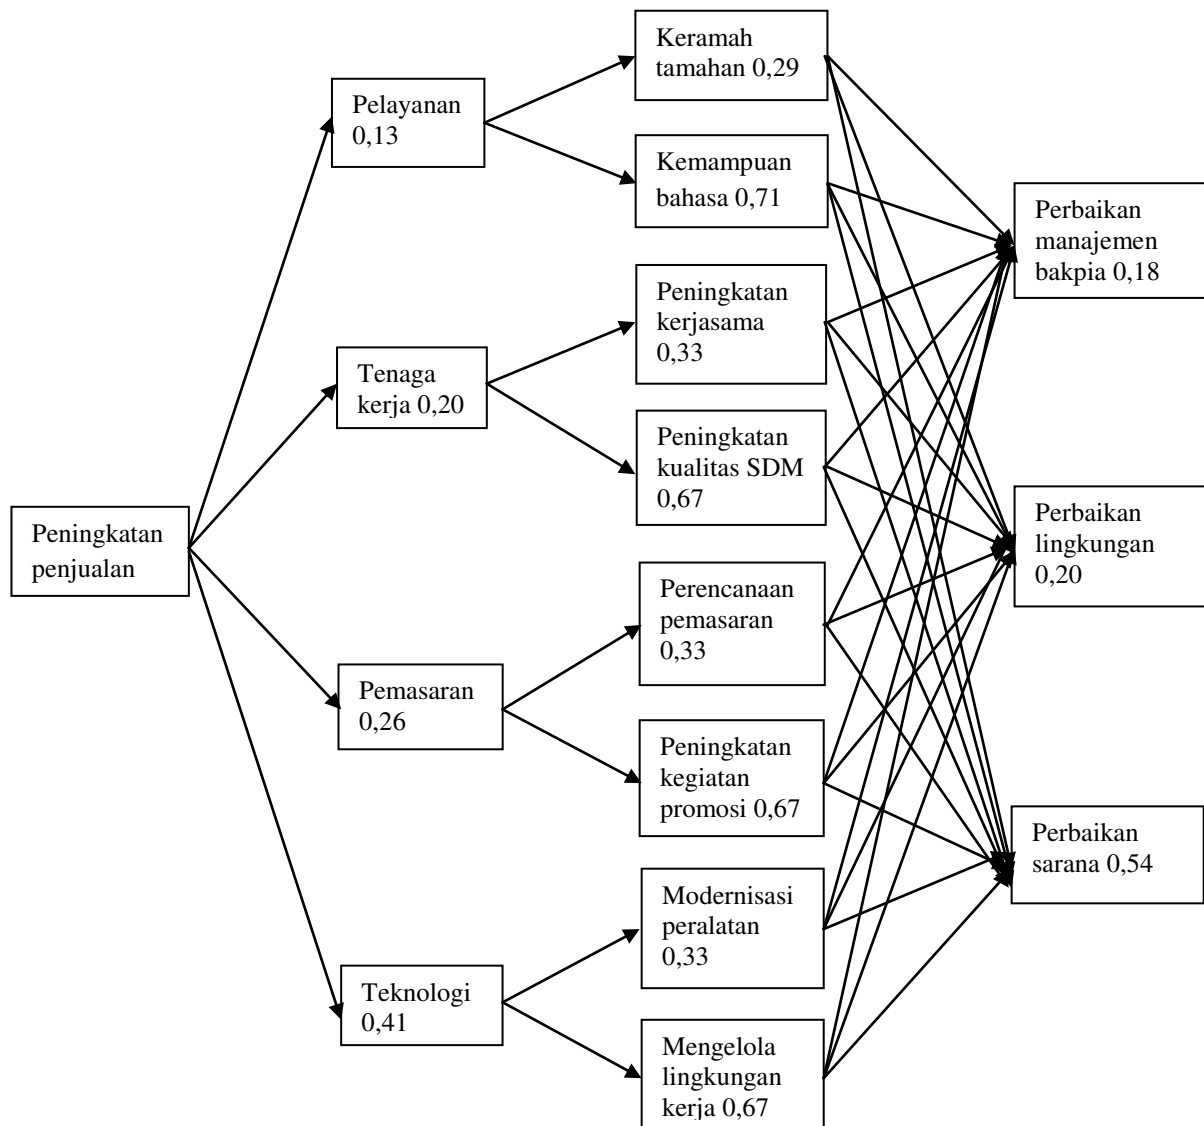 Peningkatan
penjualan
Pelayanan
0,13
Tenaga
kerja 0,20
Pemasaran
0,26
Teknologi
0,41
Keramah
tamahan 0,29
Kemampuan
bahasa 0,71
Peningkatan
kerjasama
0,33
Peningkatan
kualitas SDM
0,67
Perencanaan
pemasaran
0,33
Peningkatan
kegiatan
promosi 0,67
Modernisasi
peralatan
0,33
Mengelola
lingkungan
kerja 0,67
Perbaikan
manajemen
bakpia 0,18
Perbaikan
lingkungan
0,20
Perbaikan
sarana 0,54